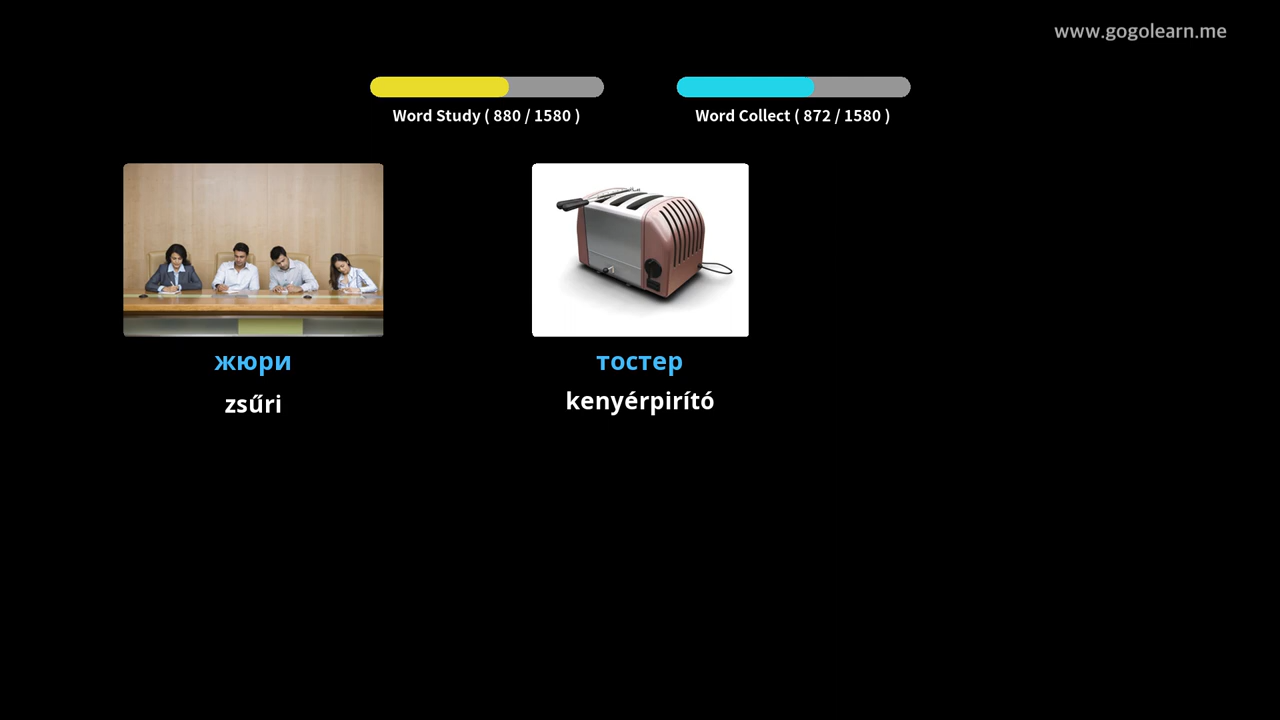 www.gogolearn.me
Word Study ( 880 / 1580 )
Word Collect ( 872 / 1580 )
жюри
zsűri
тостер
kenyérpirító